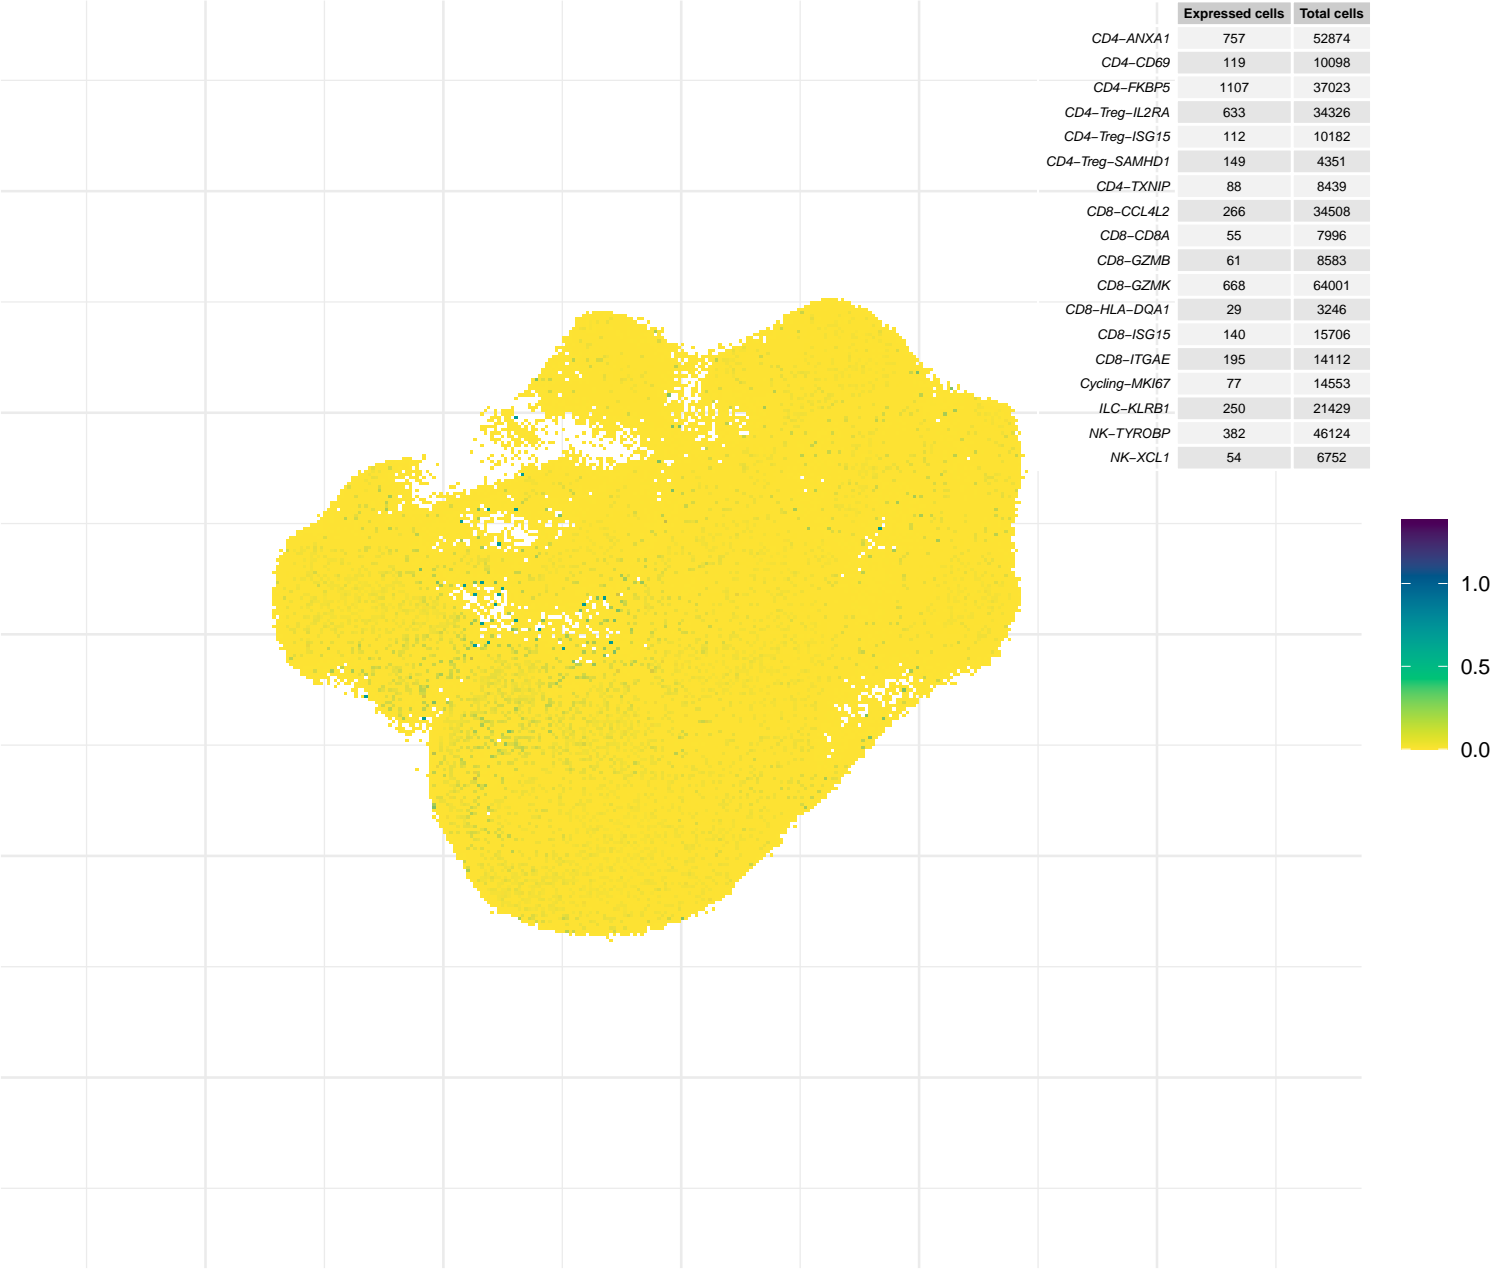 Expressed cells Total cells
CD4−ANXA1 757 52874
CD4−CD69 119 10098
CD4−FKBP5 1107 37023
CD4−Treg−IL2RA 633 34326
CD4−Treg−ISG15 112 10182
CD4−Treg−SAMHD1 149 4351
CD4−TXNIP 88 8439
CD8−CCL4L2 266 34508
CD8−CD8A 55 7996
CD8−GZMB 61 8583
CD8−GZMK 668 64001
CD8−HLA−DQA1 29 3246
CD8−ISG15 140 15706
CD8−ITGAE 195 14112
Cycling−MKI67 77 14553
ILC−KLRB1 250 21429
NK−TYROBP 382 46124
NK−XCL1 54 6752
1.0
0.5
0.0